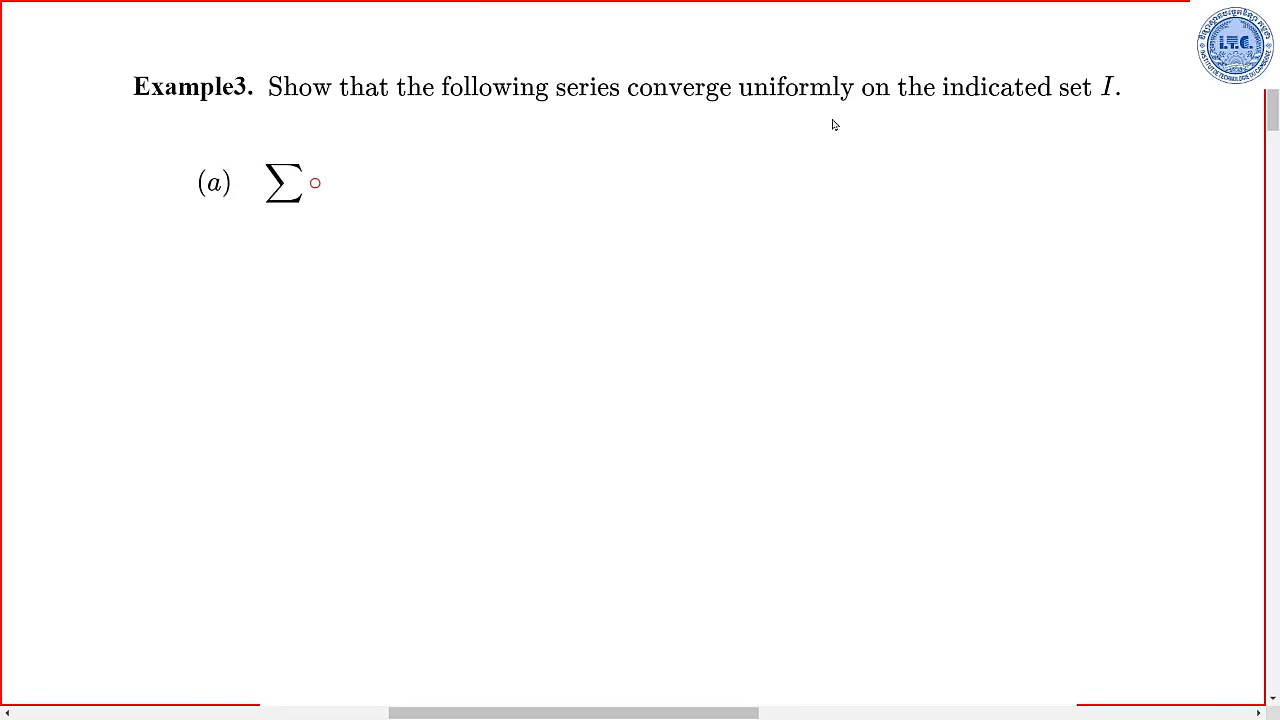 Example3. Show that the following series converge uniformly on the indicated set I.
(a) ∑ ∘
I.T.C.